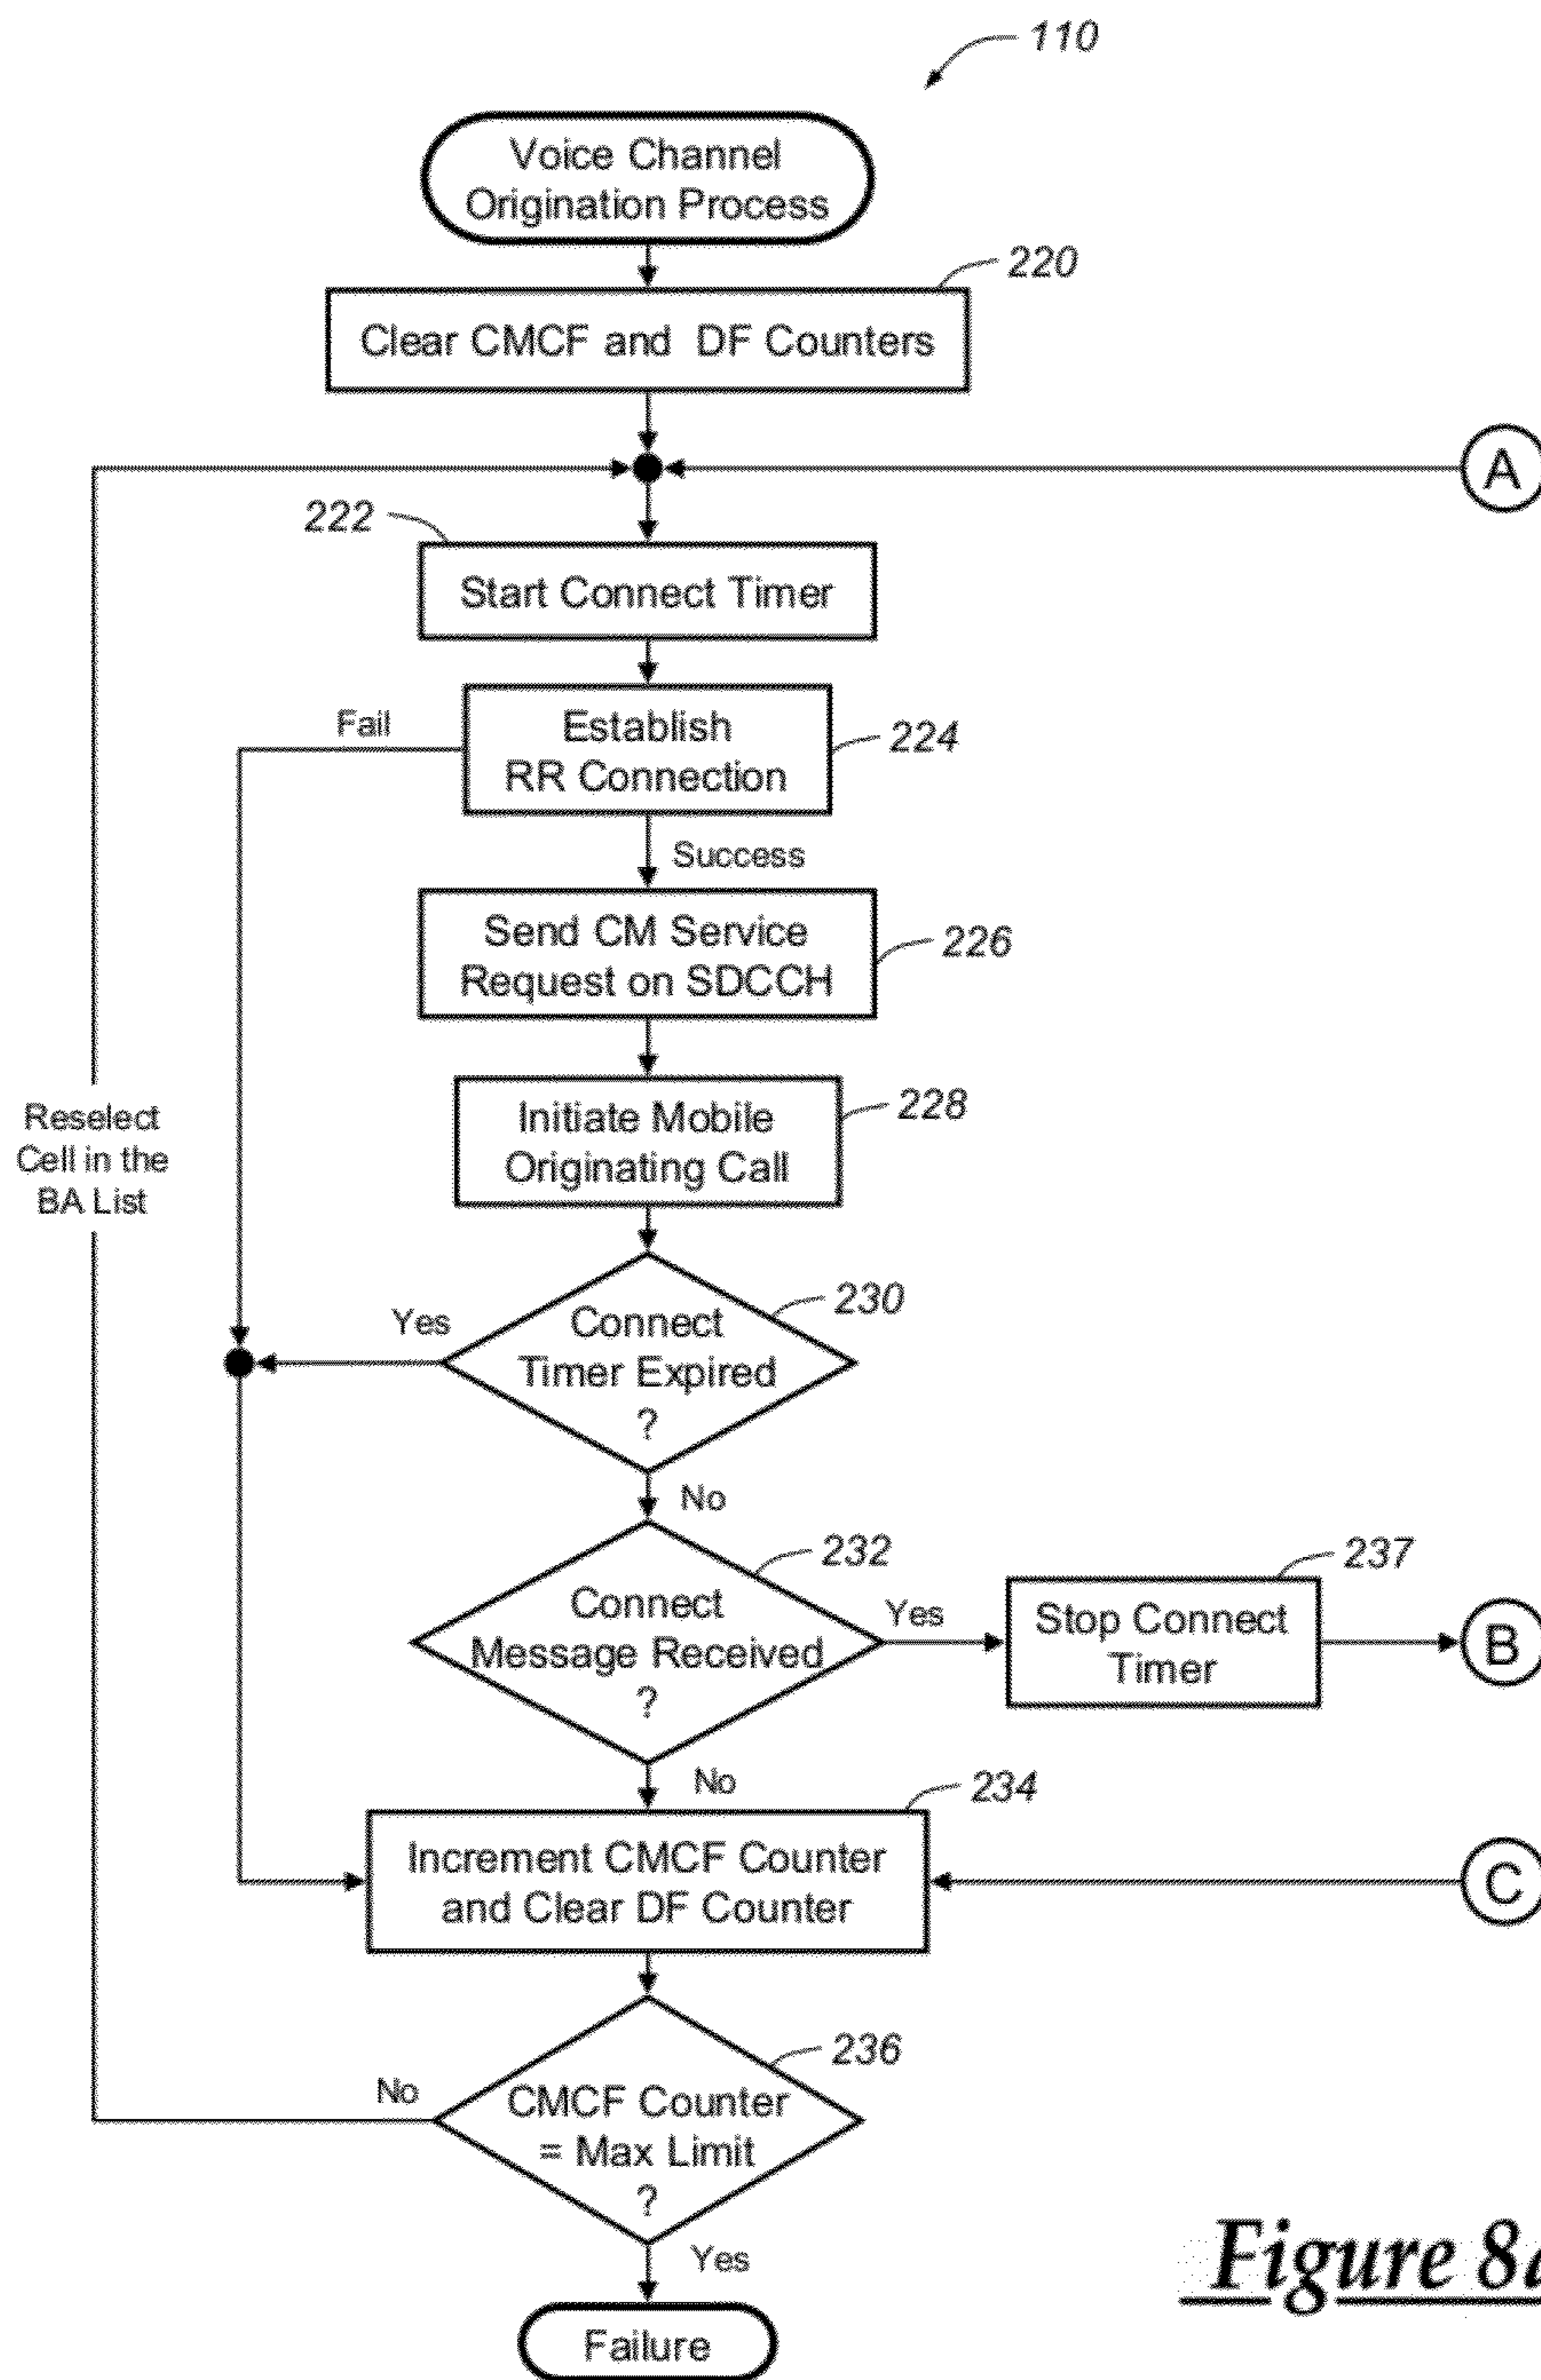 110
Voice Channel
Origination Process
220
Clear CMCF and DF Counters
A
222
Start Connect Timer
Fail
Establish
RR Connection
224
Success
Send CM Service
Request on SDCCH
226
Initiate Mobile
Originating Call
228
Reselect
Cell in the
BA List
Yes
Connect
Timer Expired
?
230
No
232
Connect
Message Received
?
Yes
237
Stop Connect
Timer
B
No
234
Increment CMCF Counter
and Clear DF Counter
C
236
No
CMCF Counter
= Max Limit
?
Yes
Failure
Figure 8a